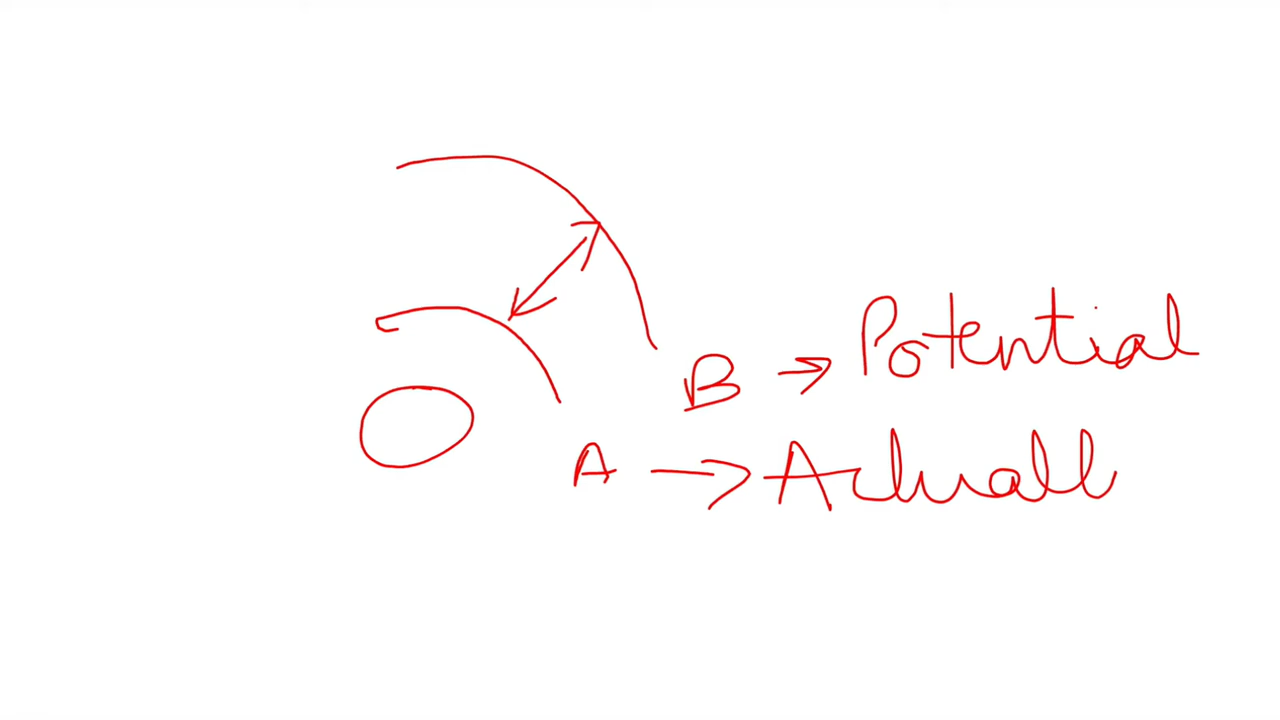 B → Potential
A → Actuall